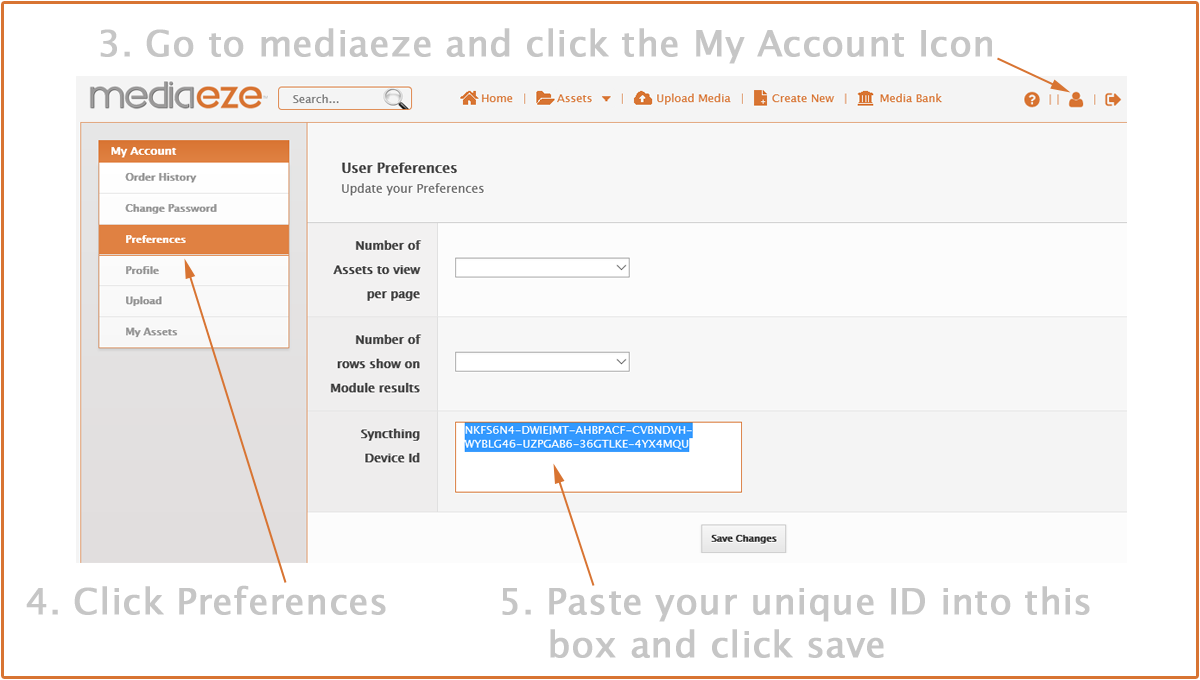 3. Go to mediaeze and click the My Account Icon
mediaeze
Search...
Home | Assets | Upload Media | Create New | Media Bank
My Account
Order History
Change Password
Preferences
Profile
Upload
My Assets
User Preferences
Update your Preferences
Number of
Assets to view
per page
Number of
rows show on
Module results
Syncthing
Device Id
NKFS6N4-DWIEJMT-AHBPACF-CVBNDVH-
WYBLG46-UZPGAB6-36GTLKE-4YX4MQU
Save Changes
4. Click Preferences
5. Paste your unique ID into this
box and click save